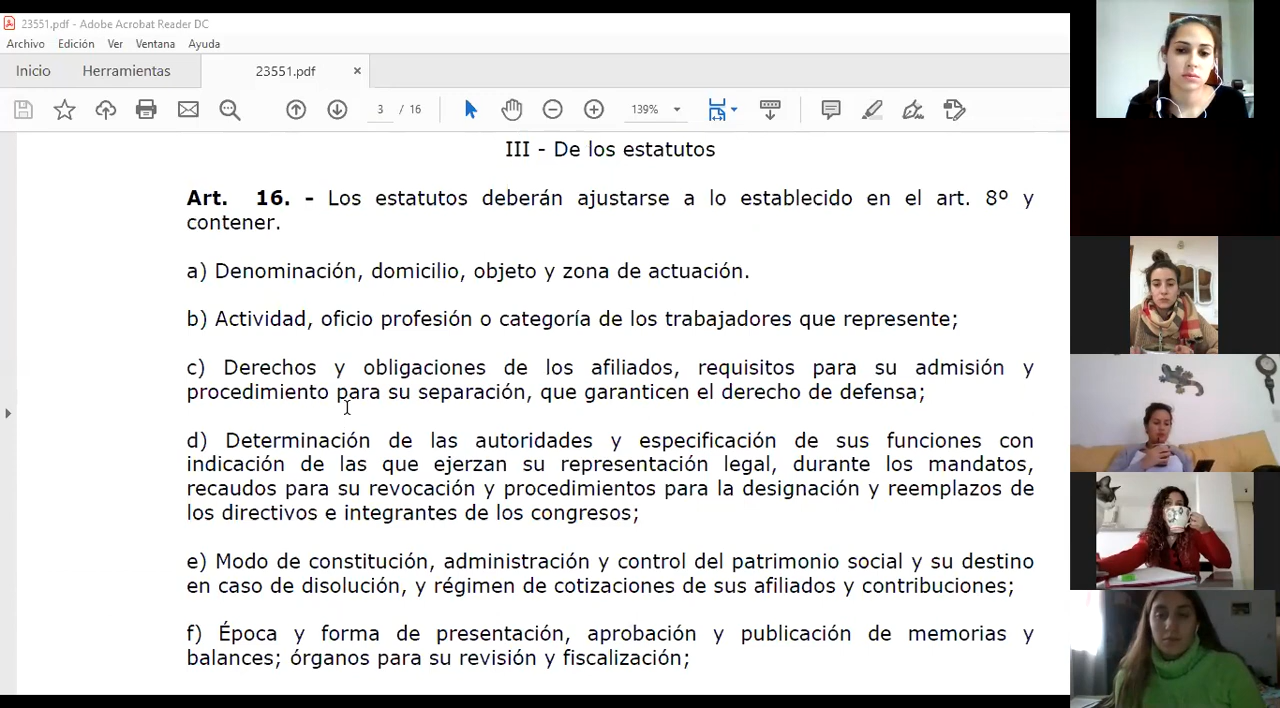 23551.pdf - Adobe Acrobat Reader DC
Archivo Edición Ver Ventana Ayuda
Inicio Herramientas 23551.pdf ×
3 / 16 139%
III - De los estatutos
Art. 16. - Los estatutos deberán ajustarse a lo establecido en el art. 8º y
contener.
a) Denominación, domicilio, objeto y zona de actuación.
b) Actividad, oficio profesión o categoría de los trabajadores que represente;
c) Derechos y obligaciones de los afiliados, requisitos para su admisión y
procedimiento para su separación, que garanticen el derecho de defensa;
d) Determinación de las autoridades y especificación de sus funciones con
indicación de las que ejerzan su representación legal, durante los mandatos,
recaudos para su revocación y procedimientos para la designación y reemplazos de
los directivos e integrantes de los congresos;
e) Modo de constitución, administración y control del patrimonio social y su destino
en caso de disolución, y régimen de cotizaciones de sus afiliados y contribuciones;
f) Época y forma de presentación, aprobación y publicación de memorias y
balances; órganos para su revisión y fiscalización;